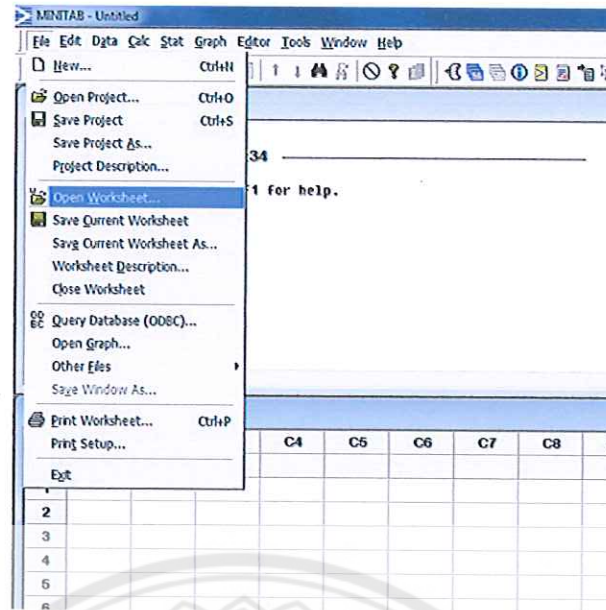 MINITAB - Untitled
File Edit Data Calc Stat Graph Editor Tools Window Help
New... Ctrl+N
Open Project... Ctrl+O
Save Project Ctrl+S
Save Project As...
Project Description...
34
Open Worksheet...
F1 for help.
Save Current Worksheet
Save Current Worksheet As...
Worksheet Description...
Close Worksheet
Query Database (ODBC)...
Open Graph...
Other Files
Save Window As...
Print Worksheet... Ctrl+P
Print Setup...
Exit
C4 C5 C6 C7 C8
1
2
3
4
5
6